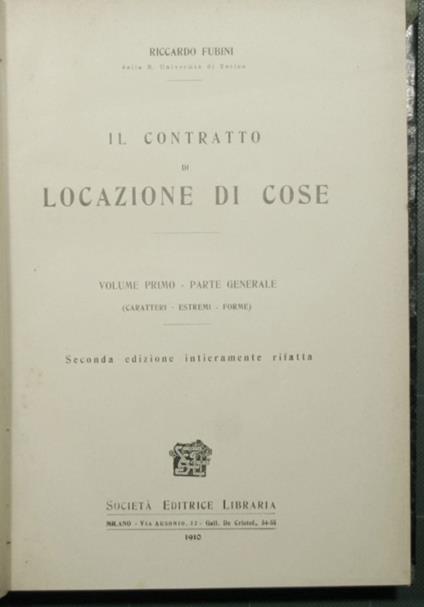 RICCARDO FUBINI
della R. Università di Torino
IL CONTRATTO
DI
LOCAZIONE DI COSE
VOLUME PRIMO - PARTE GENERALE
(CARATTERI - ESTREMI - FORME)
Seconda edizione intieramente rifatta
SOCIETÀ EDITRICE LIBRARIA
MILANO - VIA AUSONIO, 22 - Gall. De Cristof., 54-55
1910